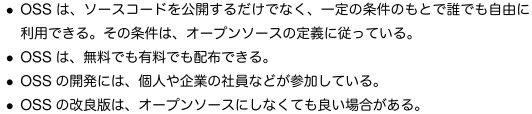 ● OSS は、ソースコードを公開するだけでなく、一定の条件のもとで誰でも自由に
利用できる。その条件は、オープンソースの定義に従っている。
● OSS は、無料でも有料でも配布できる。
● OSS の開発には、個人や企業の社員などが参加している。
● OSS の改良版は、オープンソースにしなくても良い場合がある。